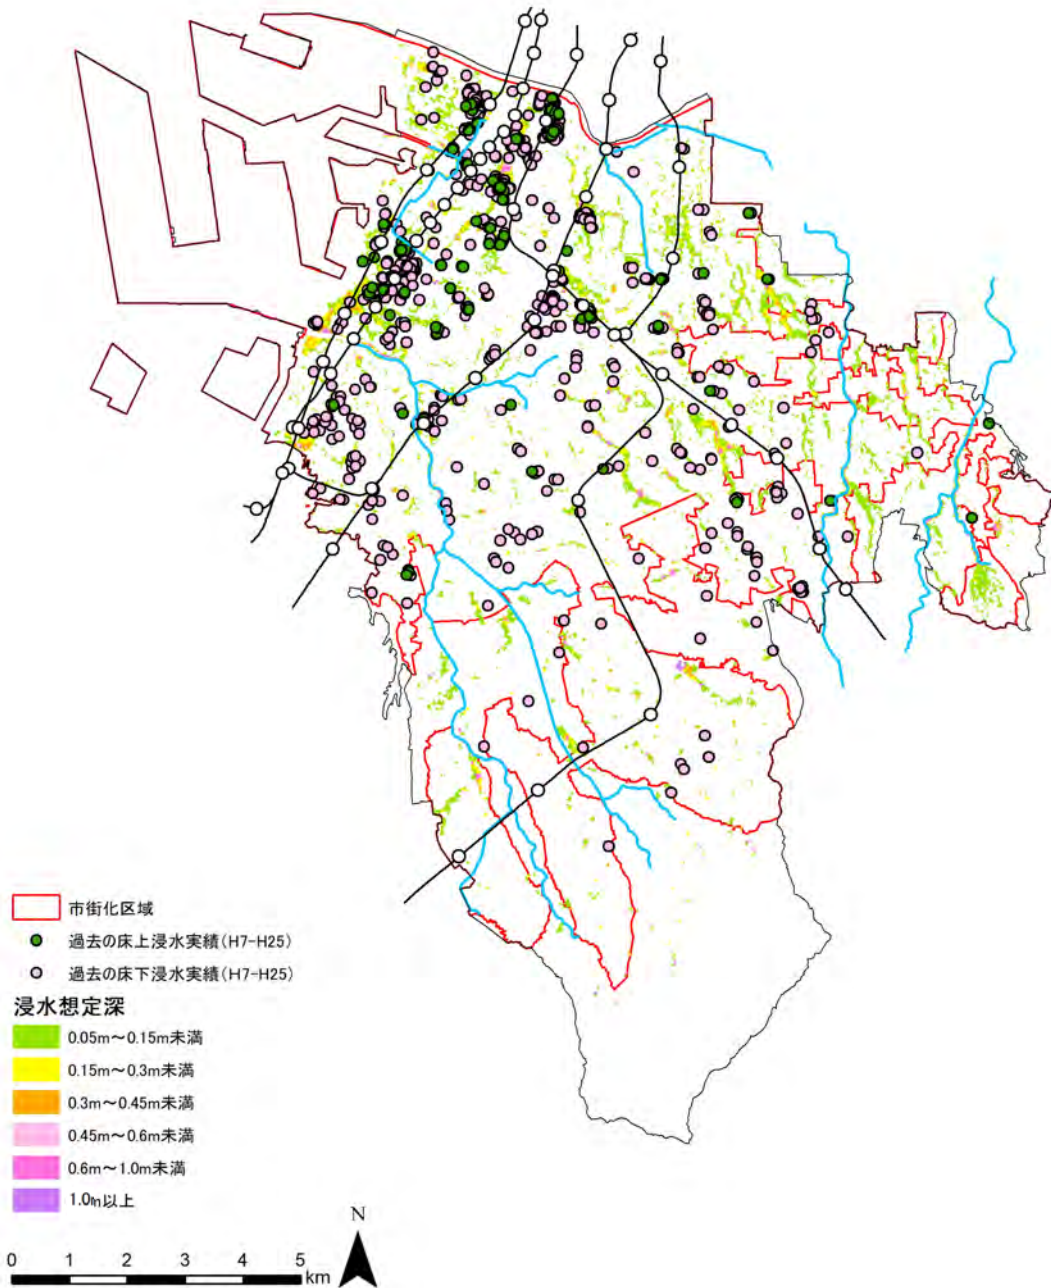 市街化区域
過去の床上浸水実績(H7-H25)
過去の床下浸水実績(H7-H25)
浸水想定深
0.05m～0.15m未満
0.15m～0.3m未満
0.3m～0.45m未満
0.45m～0.6m未満
0.6m～1.0m未満
1.0m以上
N
0 1 2 3 4 5
km